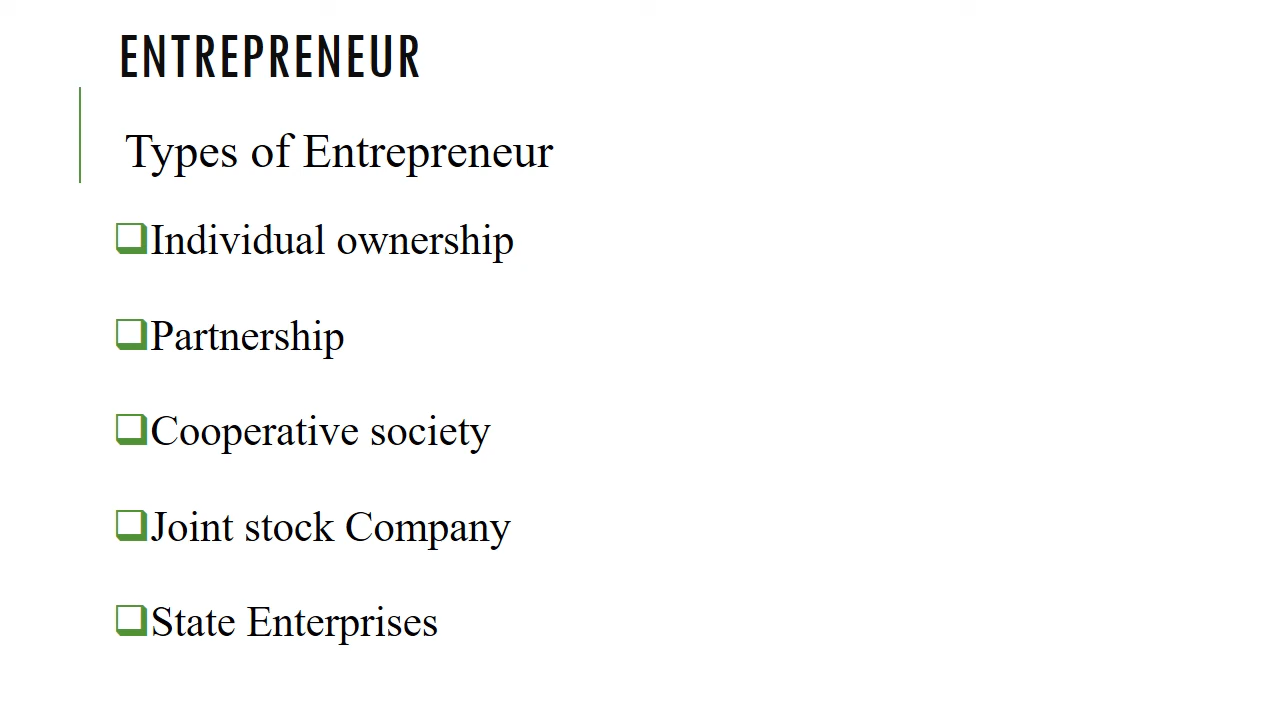 ENTREPRENEUR
Types of Entrepreneur
❑Individual ownership
❑Partnership
❑Cooperative society
❑Joint stock Company
❑State Enterprises